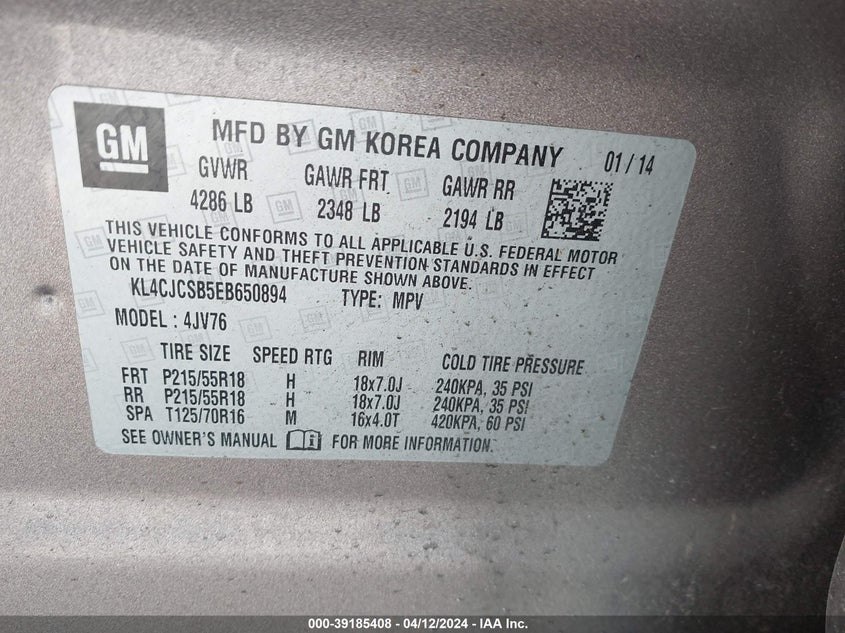 GM
MFD BY GM KOREA COMPANY 01 / 14
GVWR GAWR FRT GAWR RR
4286 LB 2348 LB 2194 LB
THIS VEHICLE CONFORMS TO ALL APPLICABLE U.S. FEDERAL MOTOR
VEHICLE SAFETY AND THEFT PREVENTION STANDARDS IN EFFECT
ON THE DATE OF MANUFACTURE SHOWN ABOVE.
KL4CJCSB5EB650894 TYPE: MPV
MODEL : 4JV76
TIRE SIZE SPEED RTG RIM COLD TIRE PRESSURE
FRT P215/55R18 H 18x7.0J 240KPA, 35 PSI
RR P215/55R18 H 18x7.0J 240KPA, 35 PSI
SPA T125/70R16 M 16x4.0T 420KPA, 60 PSI
SEE OWNER'S MANUAL FOR MORE INFORMATION.
000-39185408 - 04/12/2024 - IAA Inc.